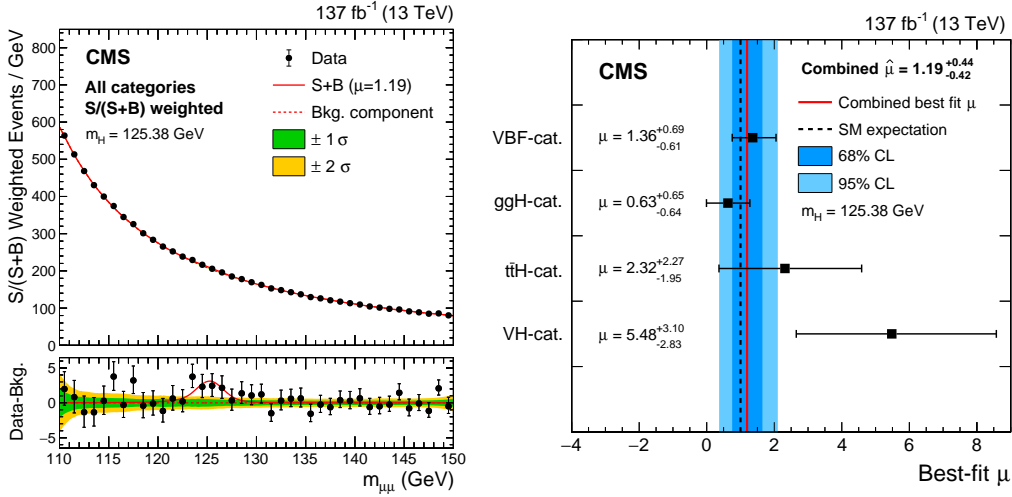 137 fb⁻¹ (13 TeV)
S/(S+B) Weighted Events / GeV
800
700
600
500
400
300
200
100
0
CMS
All categories
S/(S+B) weighted
m_H = 125.38 GeV
Data
S+B (μ=1.19)
Bkg. component
± 1 σ
± 2 σ
Data-Bkg.
5
0
−5
110 115 120 125 130 135 140 145 150
m_μμ (GeV)
137 fb⁻¹ (13 TeV)
CMS
Combined μ̂ = 1.19 +0.44 -0.42
Combined best fit μ
SM expectation
68% CL
95% CL
m_H = 125.38 GeV
VBF-cat. μ = 1.36 +0.69 -0.61
ggH-cat. μ = 0.63 +0.65 -0.64
tt̄H-cat. μ = 2.32 +2.27 -1.95
VH-cat. μ = 5.48 +3.10 -2.83
−4 −2 0 2 4 6 8
Best-fit μ